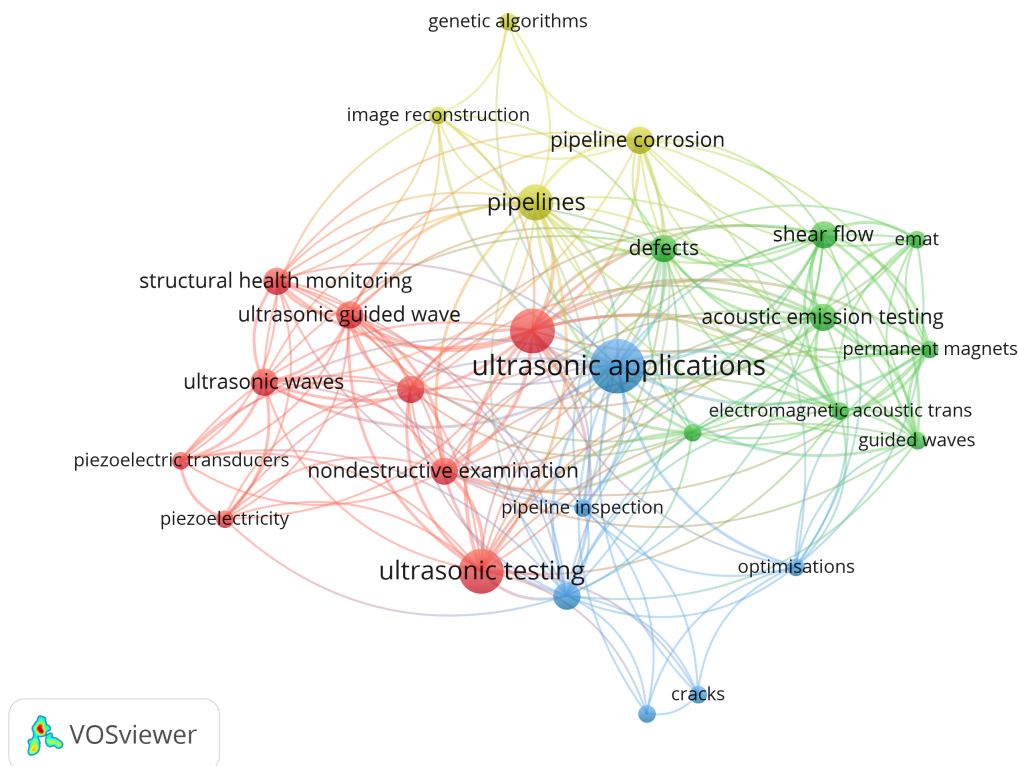 genetic algorithms
image reconstruction
pipeline corrosion
pipelines
shear flow
emat
defects
structural health monitoring
ultrasonic guided wave
acoustic emission testing
permanent magnets
ultrasonic applications
ultrasonic waves
electromagnetic acoustic trans
guided waves
piezoelectric transducers
nondestructive examination
pipeline inspection
piezoelectricity
optimisations
ultrasonic testing
cracks
VOSviewer